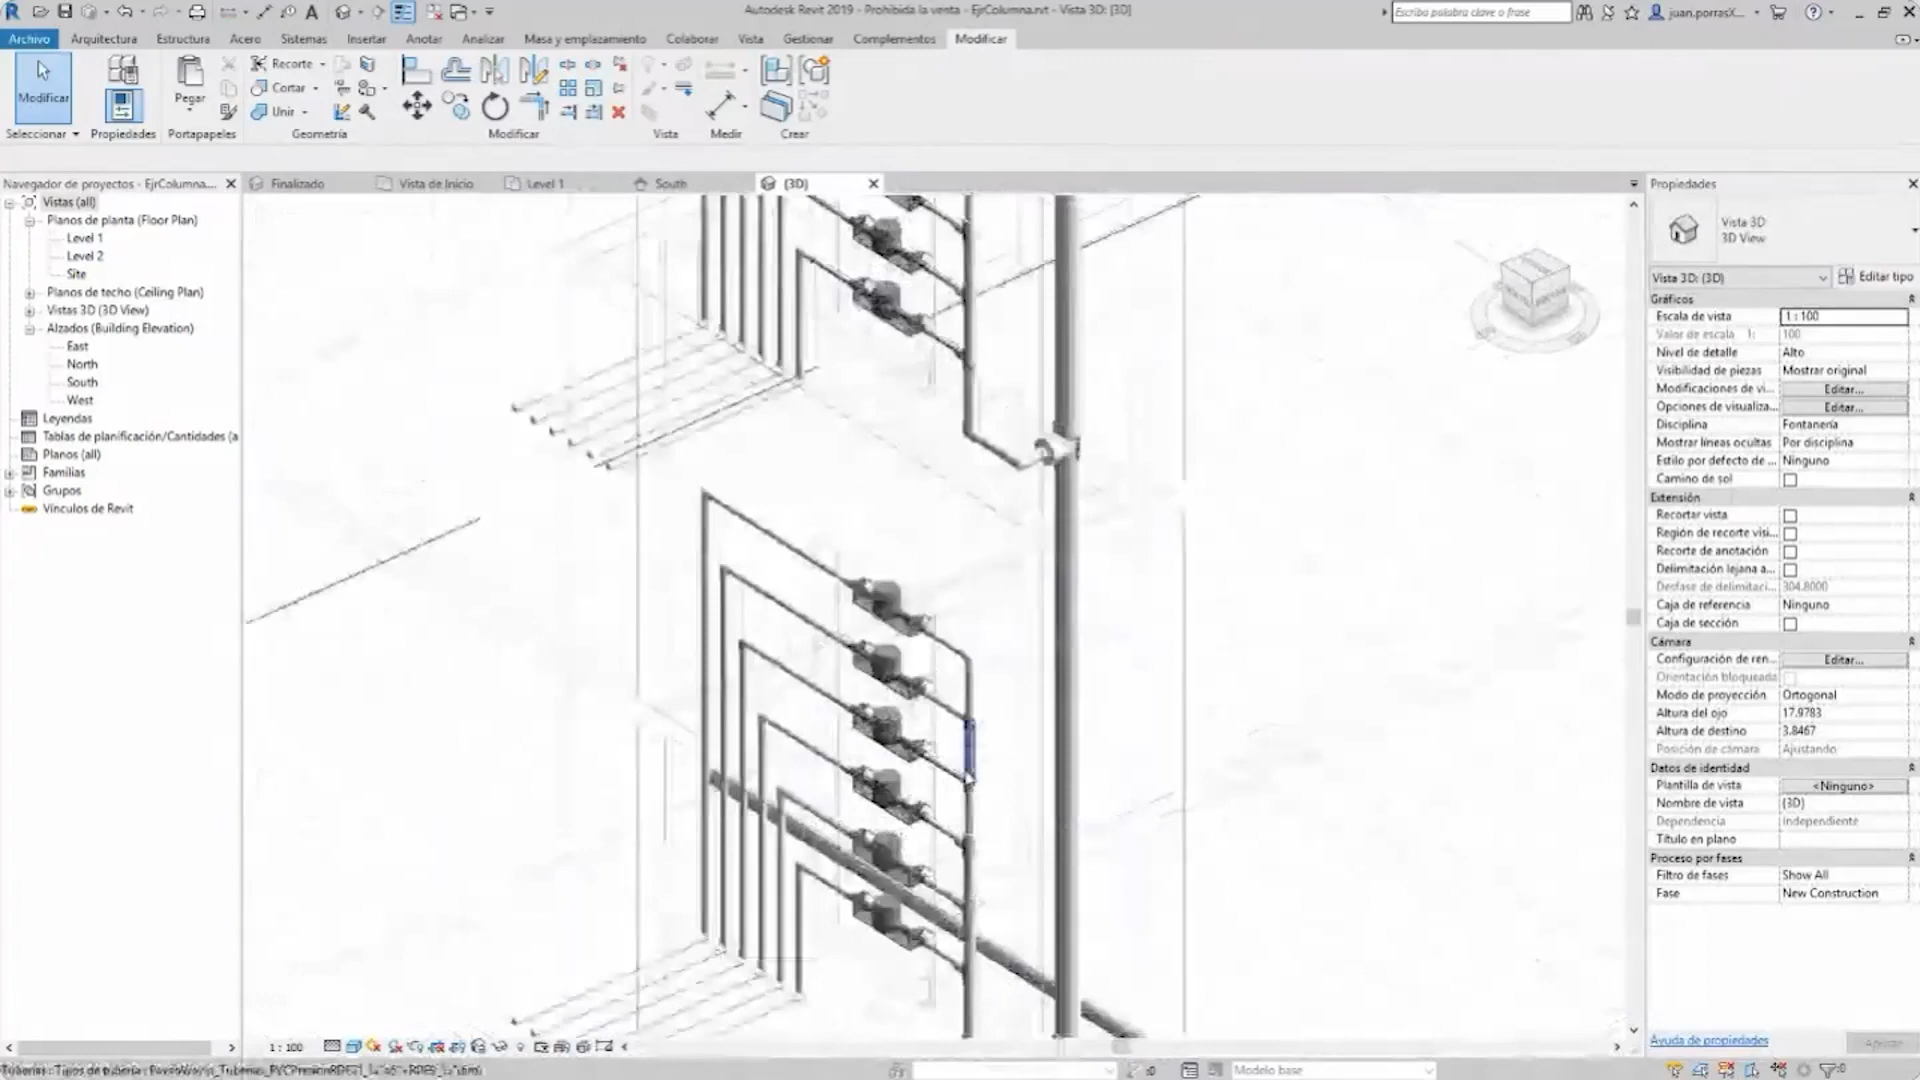 Autodesk Revit 2019 - Prohibida la venta - EjrColumna.rvt - Vista 3D: {3D}
Escriba palabra clave o frase
juan.porrasX...
Archivo
Arquitectura
Estructura
Acero
Sistemas
Insertar
Anotar
Analizar
Masa y emplazamiento
Colaborar
Vista
Gestionar
Complementos
Modificar
Modificar
Pegar
Recorte
Cortar
Unir
Seleccionar
Propiedades
Portapapeles
Geometría
Modificar
Vista
Medir
Crear
Navegador de proyectos - EjrColumna....
Vistas (all)
Planos de planta (Floor Plan)
Level 1
Level 2
Site
Planos de techo (Ceiling Plan)
Vistas 3D (3D View)
Alzados (Building Elevation)
East
North
South
West
Leyendas
Tablas de planificación/Cantidades (a
Planos (all)
Familias
Grupos
Vínculos de Revit
Finalizado
Vista de Inicio
Level 1
South
{3D}
1 : 100
Modelo base
Propiedades
Vista 3D
3D View
Vista 3D: {3D}
Editar tipo
Gráficos
Escala de vista 1 : 100
Valor de escala 1: 100
Nivel de detalle Alto
Visibilidad de piezas Mostrar original
Modificaciones de vi... Editar...
Opciones de visualiza... Editar...
Disciplina Fontanería
Mostrar líneas ocultas Por disciplina
Estilo por defecto de ... Ninguno
Camino de sol
Extensión
Recortar vista
Región de recorte visi...
Recorte de anotación
Delimitación lejana a...
Desfase de delimitaci... 304.8000
Caja de referencia Ninguno
Caja de sección
Cámara
Configuración de ren... Editar...
Orientación bloqueada
Modo de proyección Ortogonal
Altura del ojo 17.9783
Altura de destino 3.8467
Posición de cámara Ajustando
Datos de identidad
Plantilla de vista <Ninguno>
Nombre de vista {3D}
Dependencia Independiente
Título en plano
Proceso por fases
Filtro de fases Show All
Fase New Construction
Ayuda de propiedades